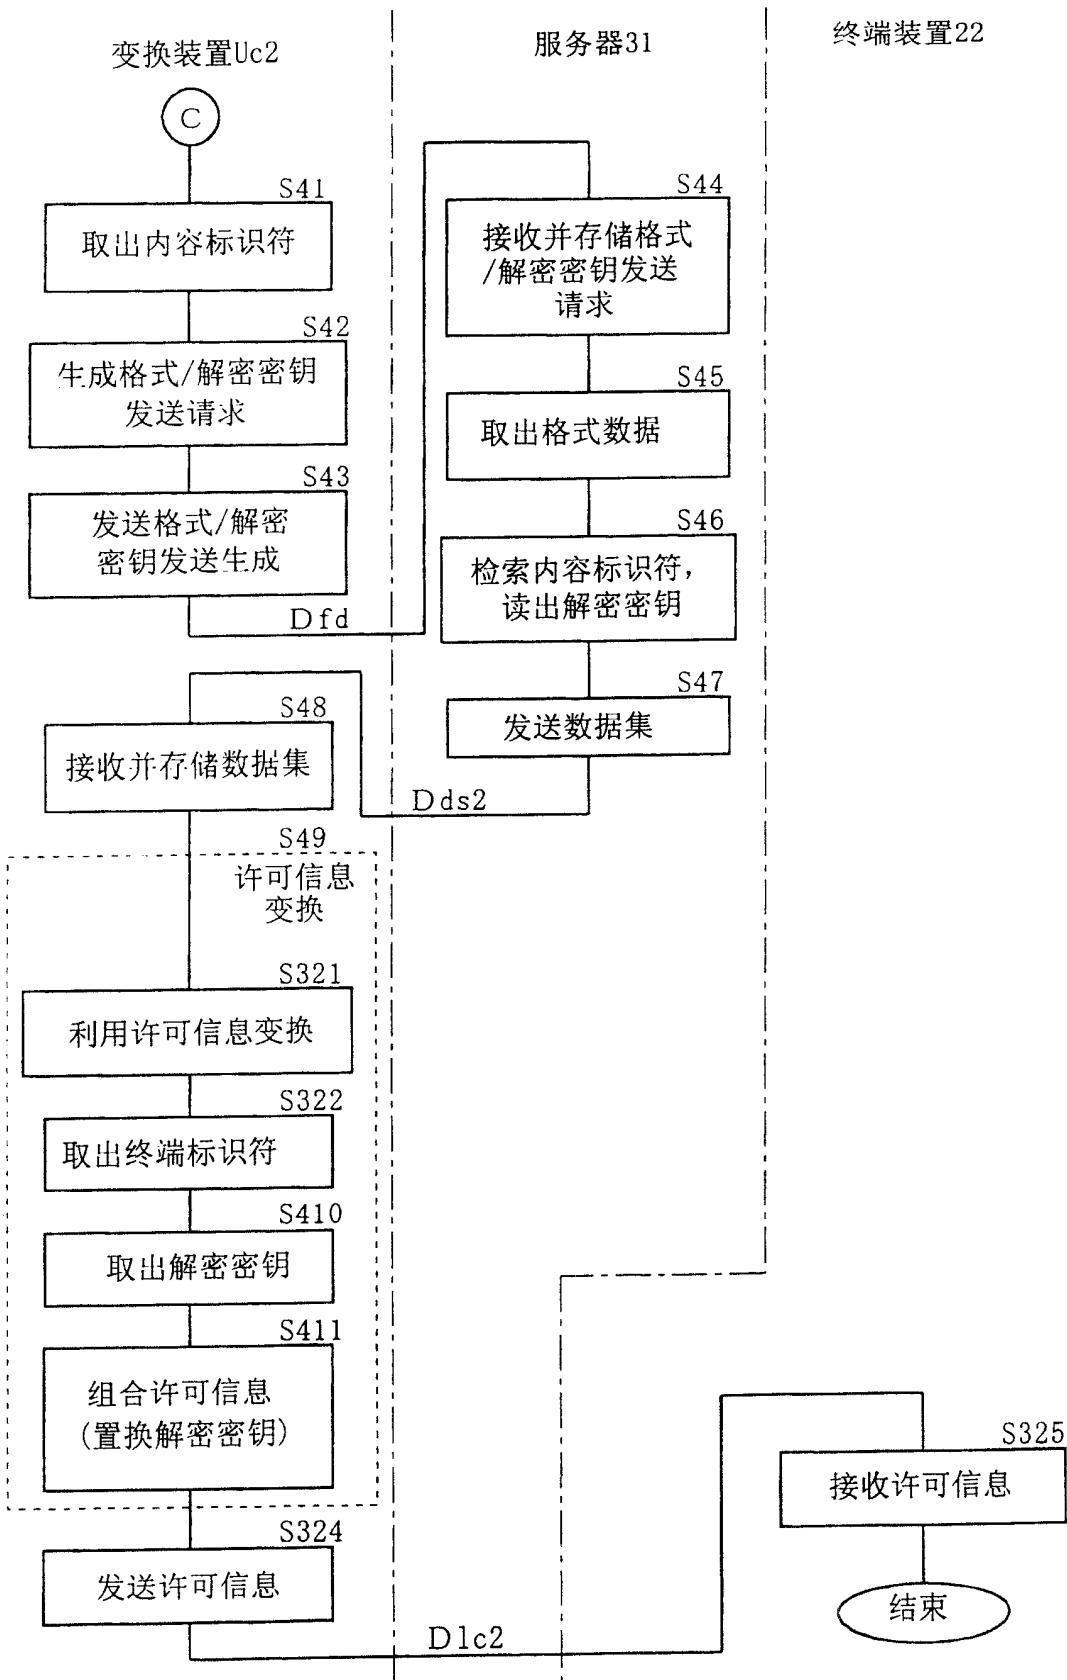 变换装置Uc2
服务器31
终端装置22
C
S41
取出内容标识符
S42
生成格式/解密密钥
发送请求
S43
发送格式/解密
密钥发送生成
Dfd
S44
接收并存储格式
/解密密钥发送
请求
S45
取出格式数据
S46
检索内容标识符，
读出解密密钥
S47
发送数据集
Dds2
S48
接收并存储数据集
S49
许可信息
变换
S321
利用许可信息变换
S322
取出终端标识符
S410
取出解密密钥
S411
组合许可信息
(置换解密密钥)
S324
发送许可信息
Dlc2
S325
接收许可信息
结束